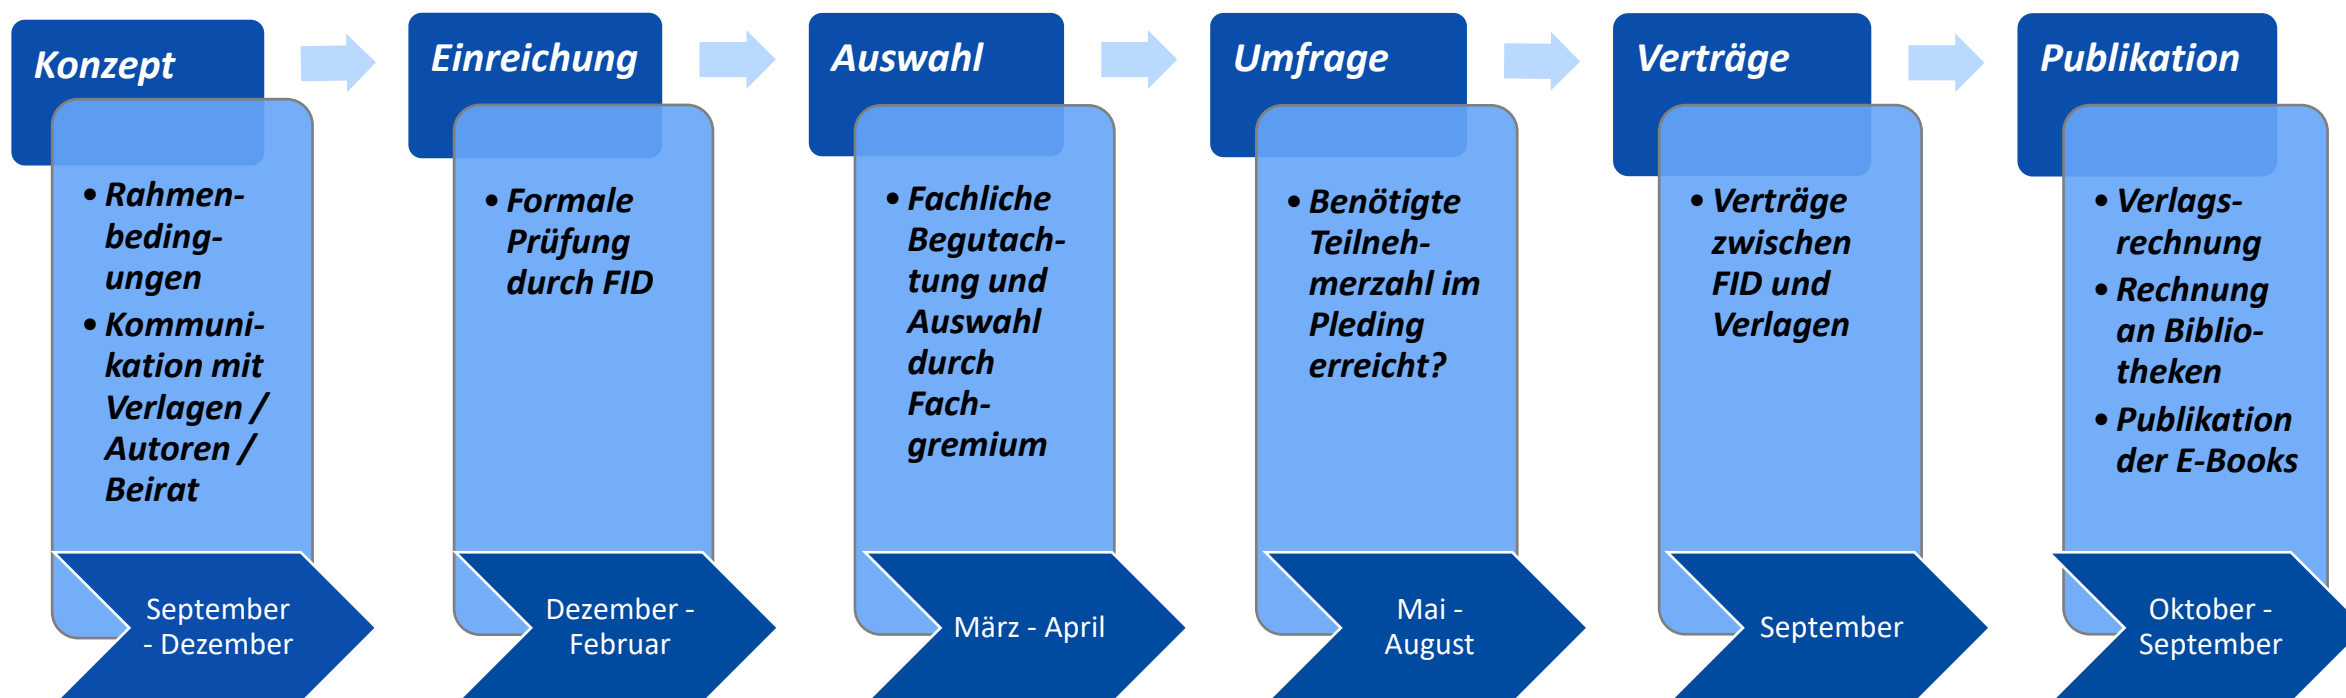 Konzept
• Rahmen-
beding-
ungen
• Kommuni-
kation mit
Verlagen /
Autoren /
Beirat
September
- Dezember
Einreichung
• Formale
Prüfung
durch FID
Dezember -
Februar
Auswahl
• Fachliche
Begutach-
tung und
Auswahl
durch
Fach-
gremium
März - April
Umfrage
• Benötigte
Teilneh-
merzahl im
Pleding
erreicht?
Mai -
August
Verträge
• Verträge
zwischen
FID und
Verlagen
September
Publikation
• Verlags-
rechnung
• Rechnung
an Biblio-
theken
• Publikation
der E-Books
Oktober -
September